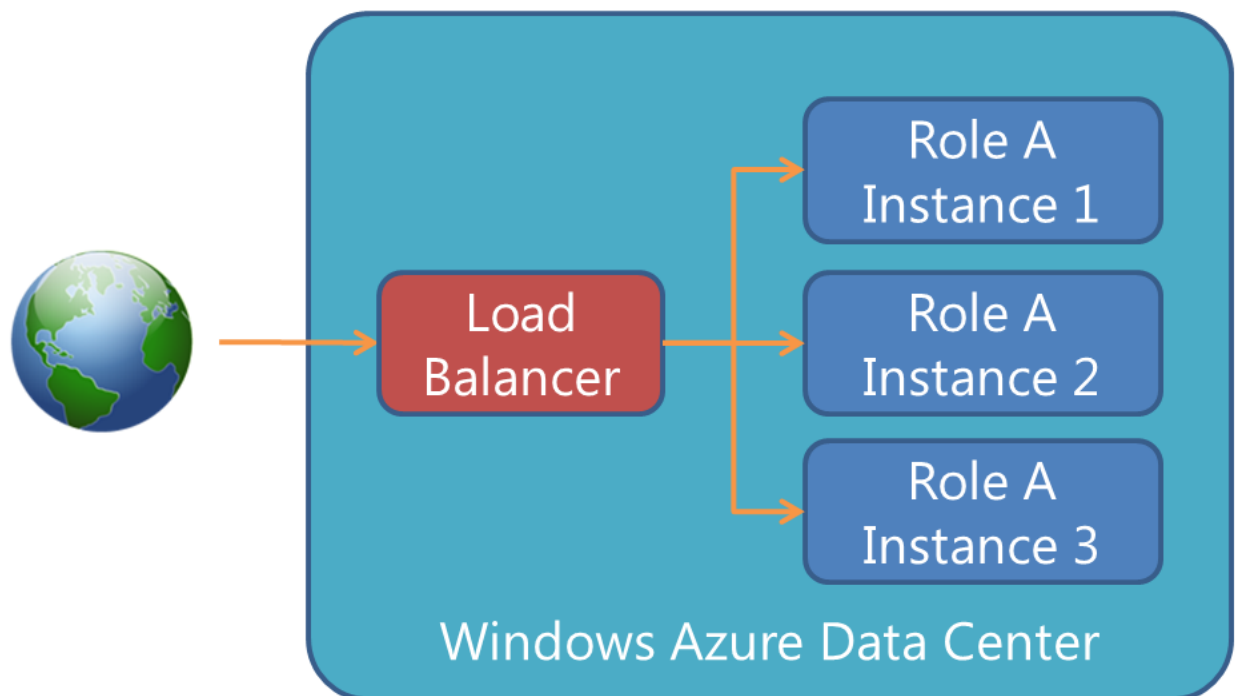 Role A
Instance 1
Load
Balancer
Role A
Instance 2
Role A
Instance 3
Windows Azure Data Center